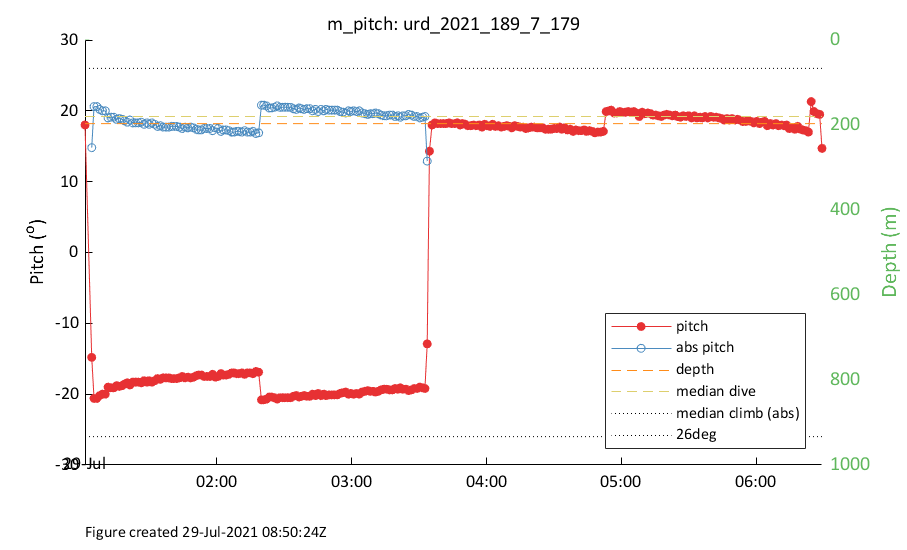 m_pitch: urd_2021_189_7_179
30
20
10
0
-10
-20
-30
Pitch (°)
0
200
400
600
800
1000
Depth (m)
pitch
abs pitch
depth
median dive
median climb (abs)
26deg
29-Jul
02:00
03:00
04:00
05:00
06:00
Figure created 29-Jul-2021 08:50:24Z